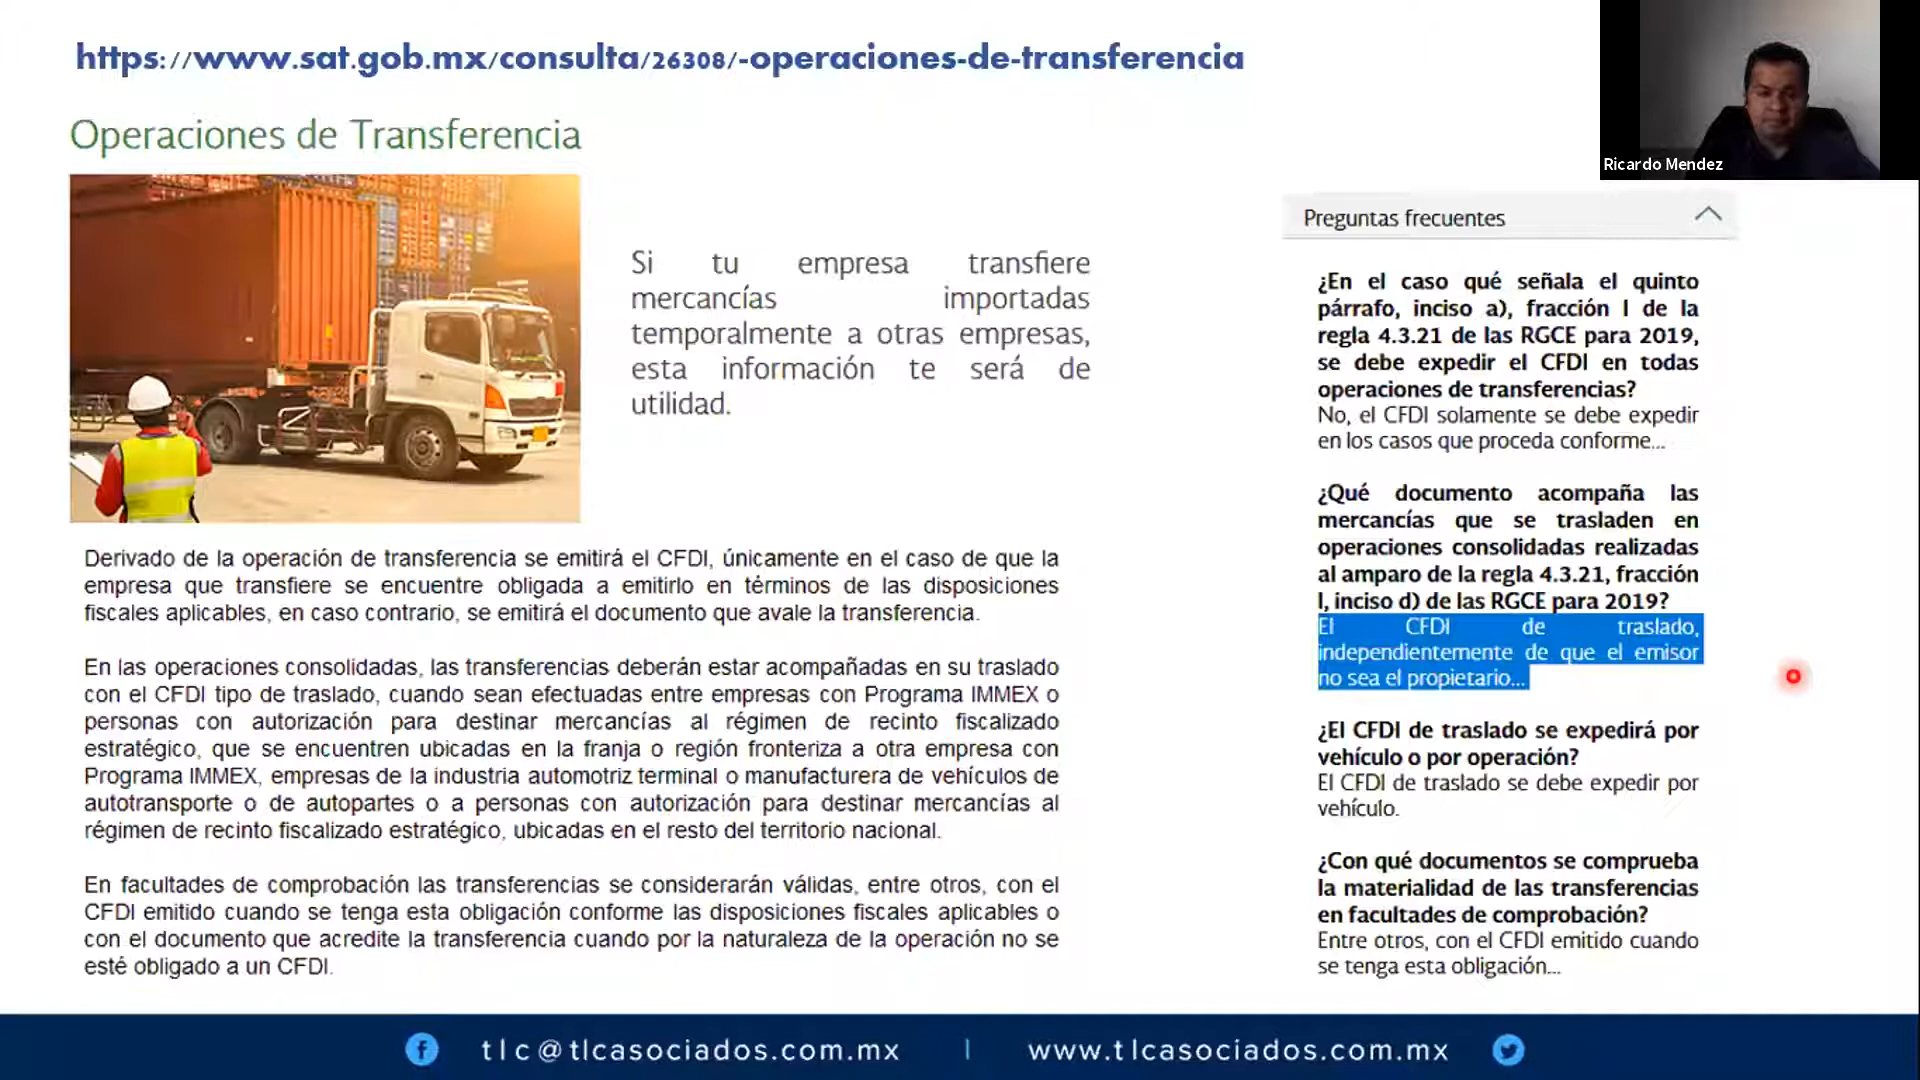 https://www.sat.gob.mx/consulta/26308/-operaciones-de-transferencia
Operaciones de Transferencia
Si tu empresa transfiere
mercancías importadas
temporalmente a otras empresas,
esta información te será de
utilidad.
Derivado de la operación de transferencia se emitirá el CFDI, únicamente en el caso de que la
empresa que transfiere se encuentre obligada a emitirlo en términos de las disposiciones
fiscales aplicables, en caso contrario, se emitirá el documento que avale la transferencia.
En las operaciones consolidadas, las transferencias deberán estar acompañadas en su traslado
con el CFDI tipo de traslado, cuando sean efectuadas entre empresas con Programa IMMEX o
personas con autorización para destinar mercancías al régimen de recinto fiscalizado
estratégico, que se encuentren ubicadas en la franja o región fronteriza a otra empresa con
Programa IMMEX, empresas de la industria automotriz terminal o manufacturera de vehículos de
autotransporte o de autopartes o a personas con autorización para destinar mercancías al
régimen de recinto fiscalizado estratégico, ubicadas en el resto del territorio nacional.
En facultades de comprobación las transferencias se considerarán válidas, entre otros, con el
CFDI emitido cuando se tenga esta obligación conforme las disposiciones fiscales aplicables o
con el documento que acredite la transferencia cuando por la naturaleza de la operación no se
esté obligado a un CFDI.
Ricardo Mendez
Preguntas frecuentes
¿En el caso qué señala el quinto
párrafo, inciso a), fracción I de la
regla 4.3.21 de las RGCE para 2019,
se debe expedir el CFDI en todas
operaciones de transferencias?
No, el CFDI solamente se debe expedir
en los casos que proceda conforme...
¿Qué documento acompaña las
mercancías que se trasladen en
operaciones consolidadas realizadas
al amparo de la regla 4.3.21, fracción
I, inciso d) de las RGCE para 2019?
El CFDI de traslado,
independientemente de que el emisor
no sea el propietario...
¿El CFDI de traslado se expedirá por
vehículo o por operación?
El CFDI de traslado se debe expedir por
vehículo.
¿Con qué documentos se comprueba
la materialidad de las transferencias
en facultades de comprobación?
Entre otros, con el CFDI emitido cuando
se tenga esta obligación...
tlc@tlcasociados.com.mx | www.tlcasociados.com.mx